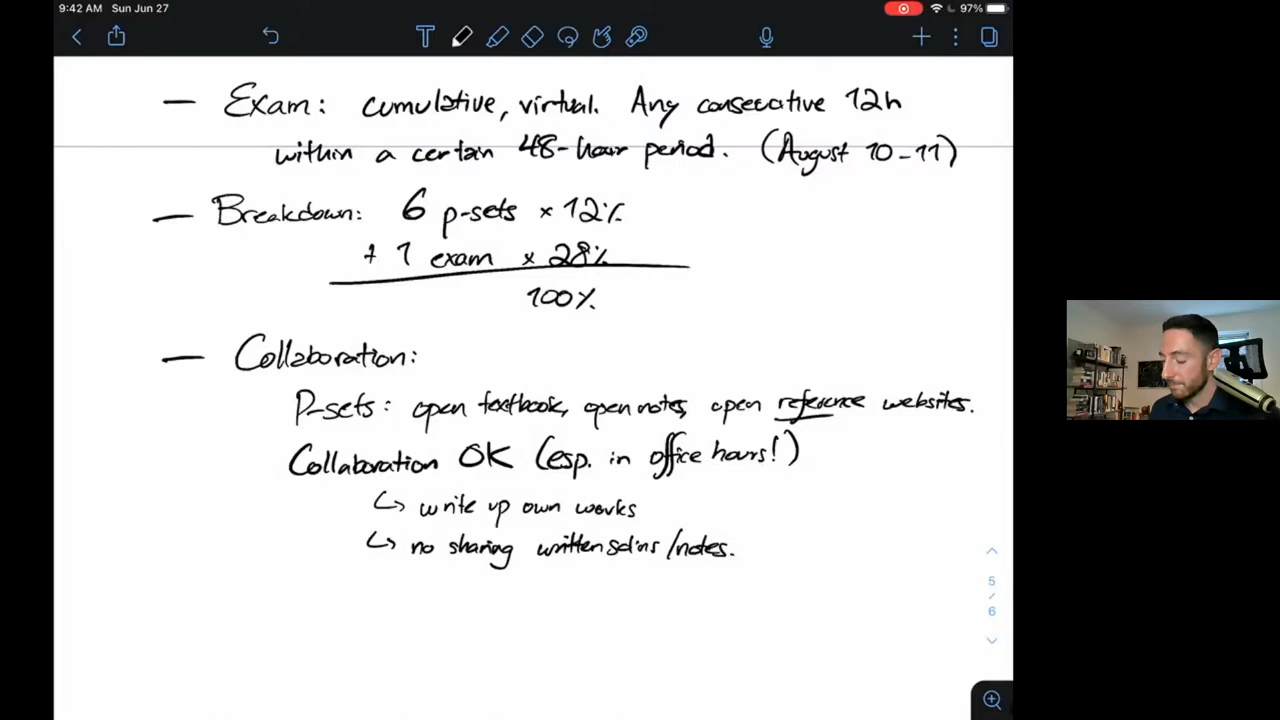 9:42 AM Sun Jun 27
97%
— Exam: cumulative, virtual. Any consecutive 12h
within a certain 48-hour period. (August 10-11)
— Breakdown: 6 p-sets × 12%
+ 1 exam × 28%
100%
— Collaboration:
P-sets: open textbook, open notes, open reference websites.
Collaboration OK (esp. in office hours!)
↳ write up own works
↳ no sharing written solns /notes.
5
/
6